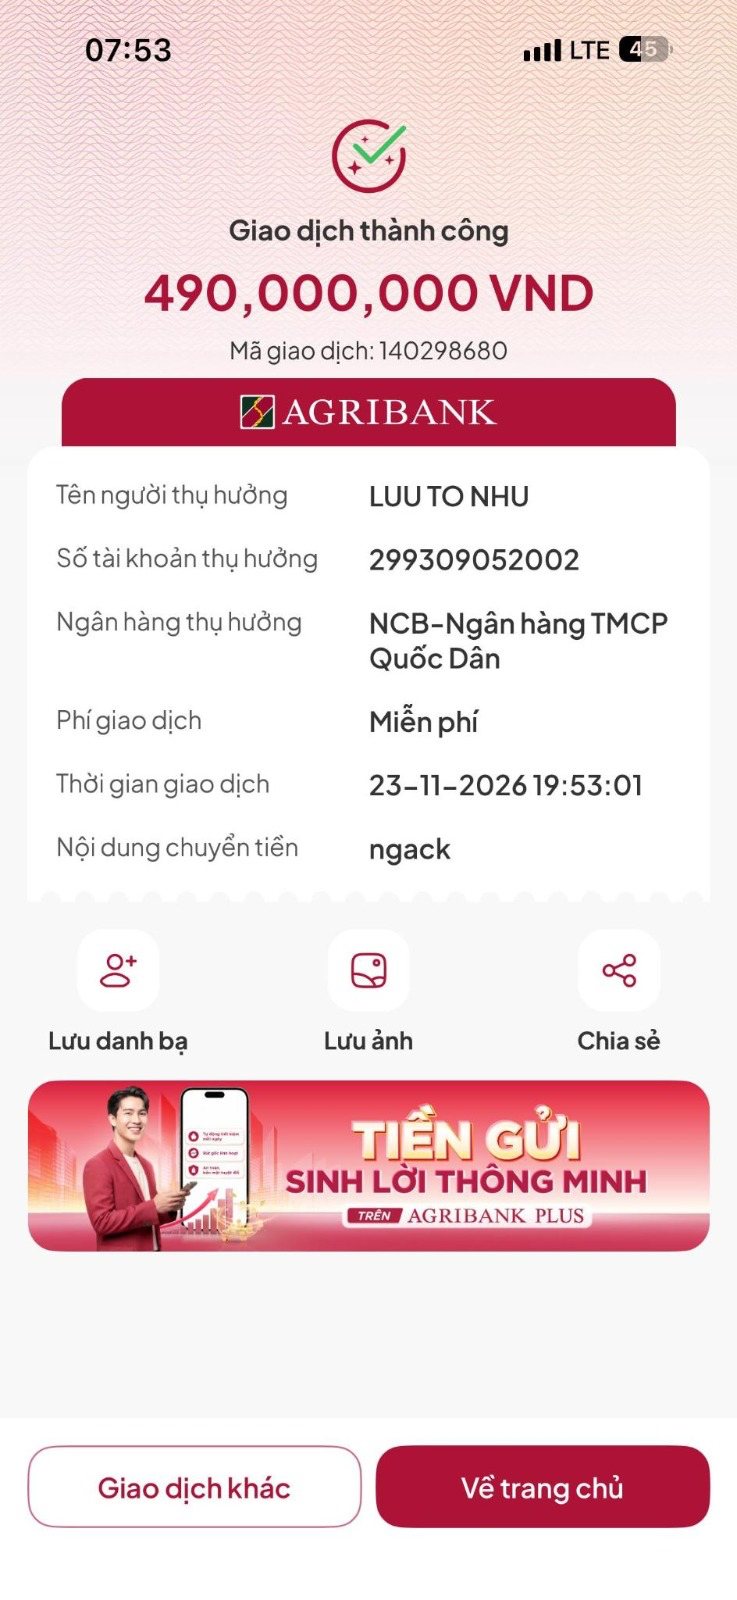 07:53
LTE 45
Giao dịch thành công
490,000,000 VND
Mã giao dịch: 140298680
AGRIBANK
Tên người thụ hưởng LUU TO NHU
Số tài khoản thụ hưởng 299309052002
Ngân hàng thụ hưởng NCB-Ngân hàng TMCP
Quốc Dân
Phí giao dịch Miễn phí
Thời gian giao dịch 23-11-2026 19:53:01
Nội dung chuyển tiền ngack
Lưu danh bạ Lưu ảnh Chia sẻ
TIỀN GỬI
SINH LỜI THÔNG MINH
TRÊN AGRIBANK PLUS
Giao dịch khác Về trang chủ